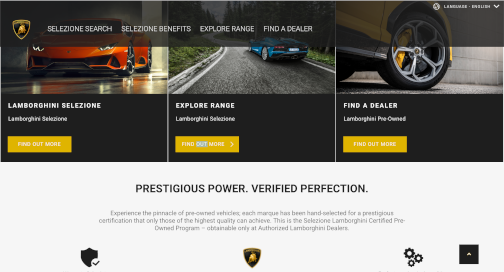 LANGUAGE - ENGLISH
SELEZIONE SEARCH SELEZIONE BENEFITS EXPLORE RANGE FIND A DEALER
LAMBORGHINI SELEZIONE
Lamborghini Selezione
FIND OUT MORE
EXPLORE RANGE
Lamborghini Selezione
FIND OUT MORE
FIND A DEALER
Lamborghini Pre-Owned
FIND OUT MORE
PRESTIGIOUS POWER. VERIFIED PERFECTION.
Experience the pinnacle of pre-owned vehicles; each marque has been hand-selected for a prestigious
certification that only those of the highest quality can achieve. This is the Selezione Lamborghini Certified Pre-
Owned Program – obtainable only at Authorized Lamborghini Dealers.